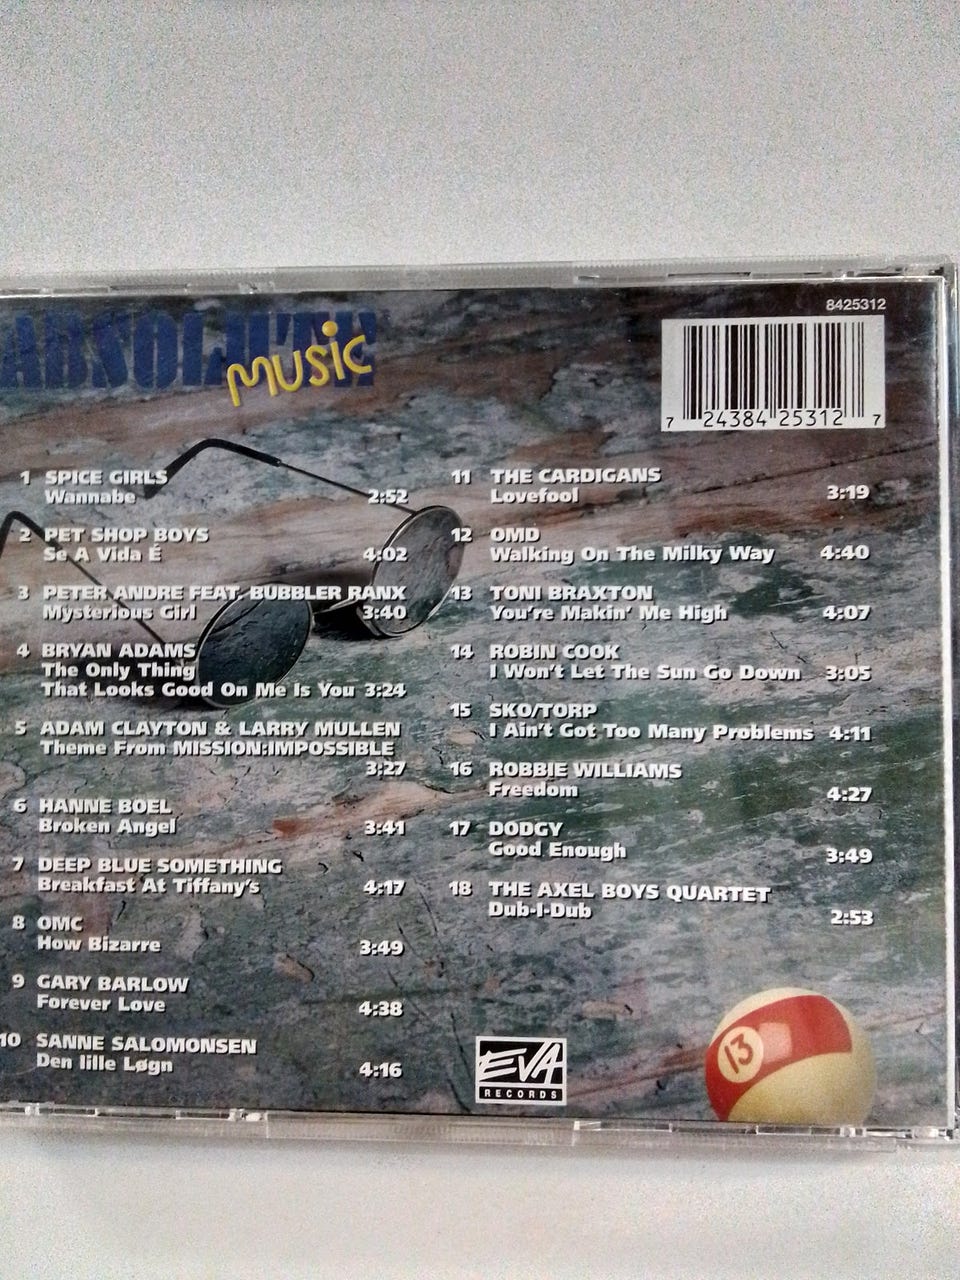 8425312
ABSOLUTE
MUSIC
7 24384 25312 7
1 SPICE GIRLS
Wannabe 2:52
2 PET SHOP BOYS
Se A Vida É 4:02
3 PETER ANDRE FEAT. BUBBLER RANX
Mysterious Girl 3:40
4 BRYAN ADAMS
The Only Thing
That Looks Good On Me Is You 3:24
5 ADAM CLAYTON & LARRY MULLEN
Theme From MISSION:IMPOSSIBLE
3:27
6 HANNE BOEL
Broken Angel 3:41
7 DEEP BLUE SOMETHING
Breakfast At Tiffany's 4:17
8 OMC
How Bizarre 3:49
9 GARY BARLOW
Forever Love 4:38
10 SANNE SALOMONSEN
Den lille Løgn 4:16
11 THE CARDIGANS
Lovefool 3:19
12 OMD
Walking On The Milky Way 4:40
13 TONI BRAXTON
You're Makin' Me High 4:07
14 ROBIN COOK
I Won't Let The Sun Go Down 3:05
15 SKO/TORP
I Ain't Got Too Many Problems 4:11
16 ROBBIE WILLIAMS
Freedom 4:27
17 DODGY
Good Enough 3:49
18 THE AXEL BOYS QUARTET
Dub-I-Dub 2:53
EVA
RECORDS
13